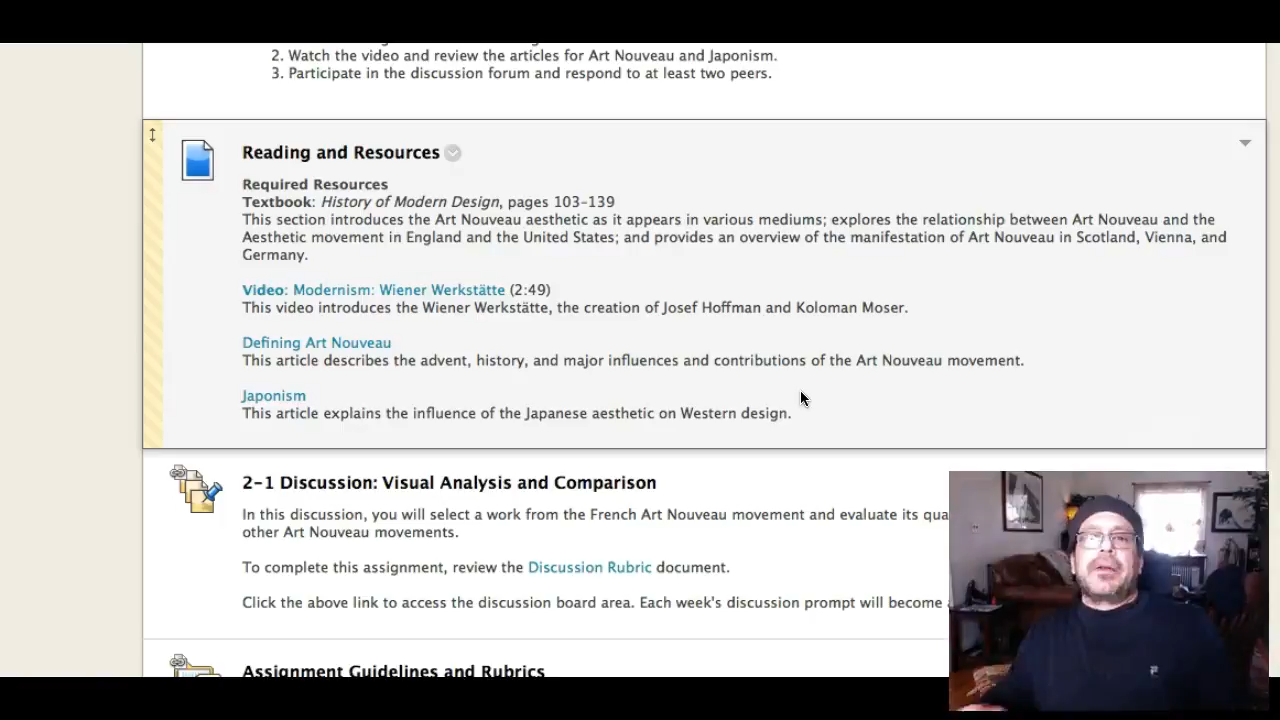 2. Watch the video and review the articles for Art Nouveau and Japonism.
3. Participate in the discussion forum and respond to at least two peers.
Reading and Resources
Required Resources
Textbook: History of Modern Design, pages 103-139
This section introduces the Art Nouveau aesthetic as it appears in various mediums; explores the relationship between Art Nouveau and the
Aesthetic movement in England and the United States; and provides an overview of the manifestation of Art Nouveau in Scotland, Vienna, and
Germany.
Video: Modernism: Wiener Werkstätte (2:49)
This video introduces the Wiener Werkstätte, the creation of Josef Hoffman and Koloman Moser.
Defining Art Nouveau
This article describes the advent, history, and major influences and contributions of the Art Nouveau movement.
Japonism
This article explains the influence of the Japanese aesthetic on Western design.
2-1 Discussion: Visual Analysis and Comparison
In this discussion, you will select a work from the French Art Nouveau movement and evaluate its qua
other Art Nouveau movements.
To complete this assignment, review the Discussion Rubric document.
Click the above link to access the discussion board area. Each week's discussion prompt will become
Assignment Guidelines and Rubrics